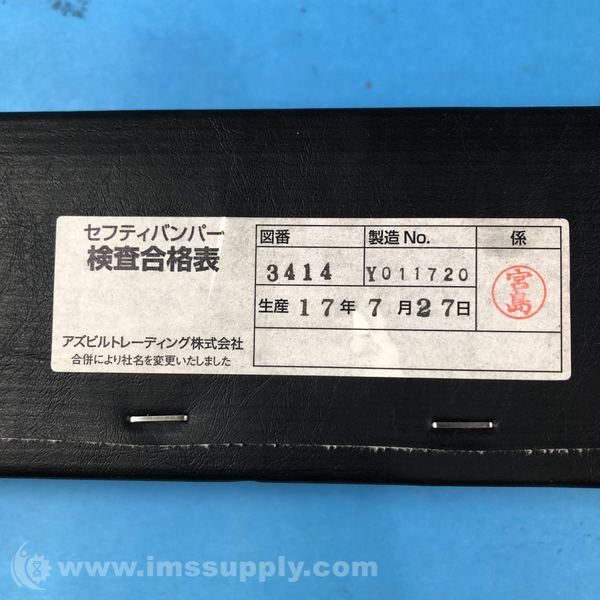 セフティバンパー
検査合格表
アズビルトレーディング株式会社
合併により社名を変更いたしました
図番 製造 No. 係
3414 Y011720 宮島
生産 17年 7月27日
www.imssupply.com